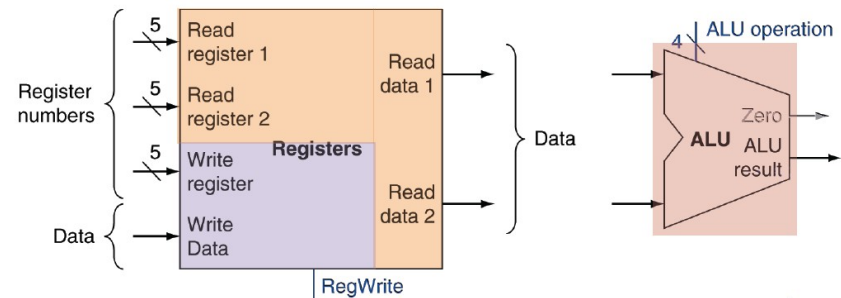 Register
numbers
Data
5
Read
register 1
5
Read
register 2
Registers
5
Write
register
Write
Data
Read
data 1
Read
data 2
RegWrite
Data
4
ALU operation
Zero
ALU
ALU
result